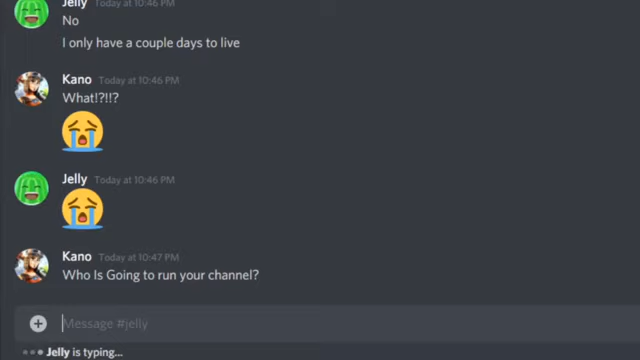 Jelly Today at 10:46 PM
No
I only have a couple days to live
Kano Today at 10:46 PM
What!?!!?
Jelly Today at 10:46 PM
Kano Today at 10:47 PM
Who Is Going to run your channel?
Message #jelly
Jelly is typing...